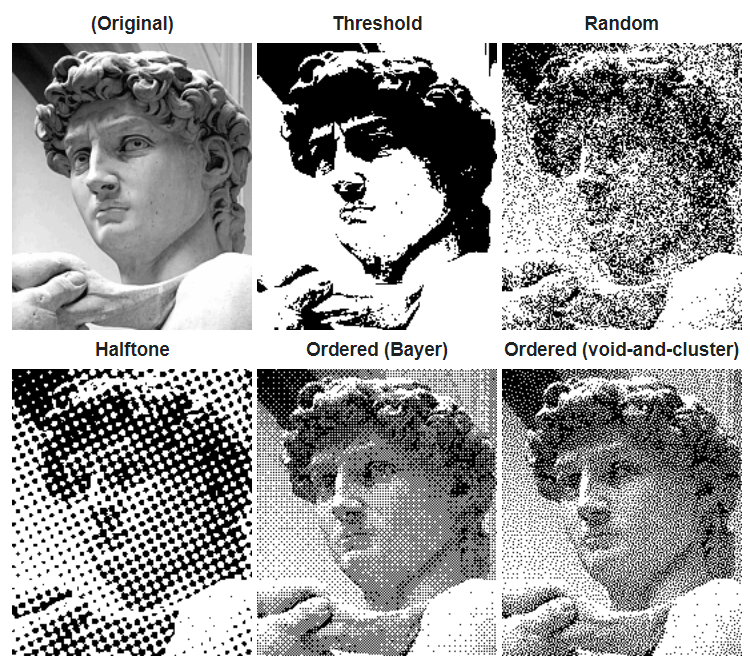 (Original)
Threshold
Random
Halftone
Ordered (Bayer)
Ordered (void-and-cluster)